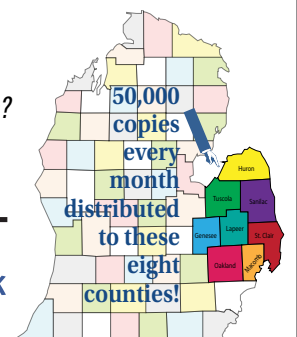 ?
50,000
copies
every
month
distributed
to these
eight
counties!
K
Huron
Tuscola
Sanilac
Genesee
Lapeer
St. Clair
Oakland
Macomb